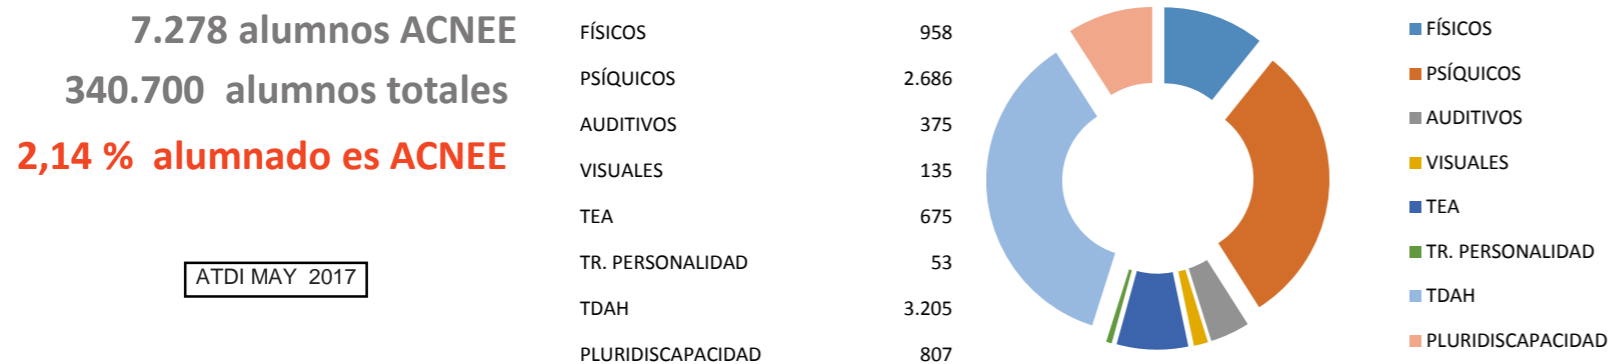 7.278 alumnos ACNEE
340.700 alumnos totales
2,14 % alumnado es ACNEE
ATDI MAY 2017
FÍSICOS 958
PSÍQUICOS 2.686
AUDITIVOS 375
VISUALES 135
TEA 675
TR. PERSONALIDAD 53
TDAH 3.205
PLURIDISCAPACIDAD 807
FÍSICOS
PSÍQUICOS
AUDITIVOS
VISUALES
TEA
TR. PERSONALIDAD
TDAH
PLURIDISCAPACIDAD